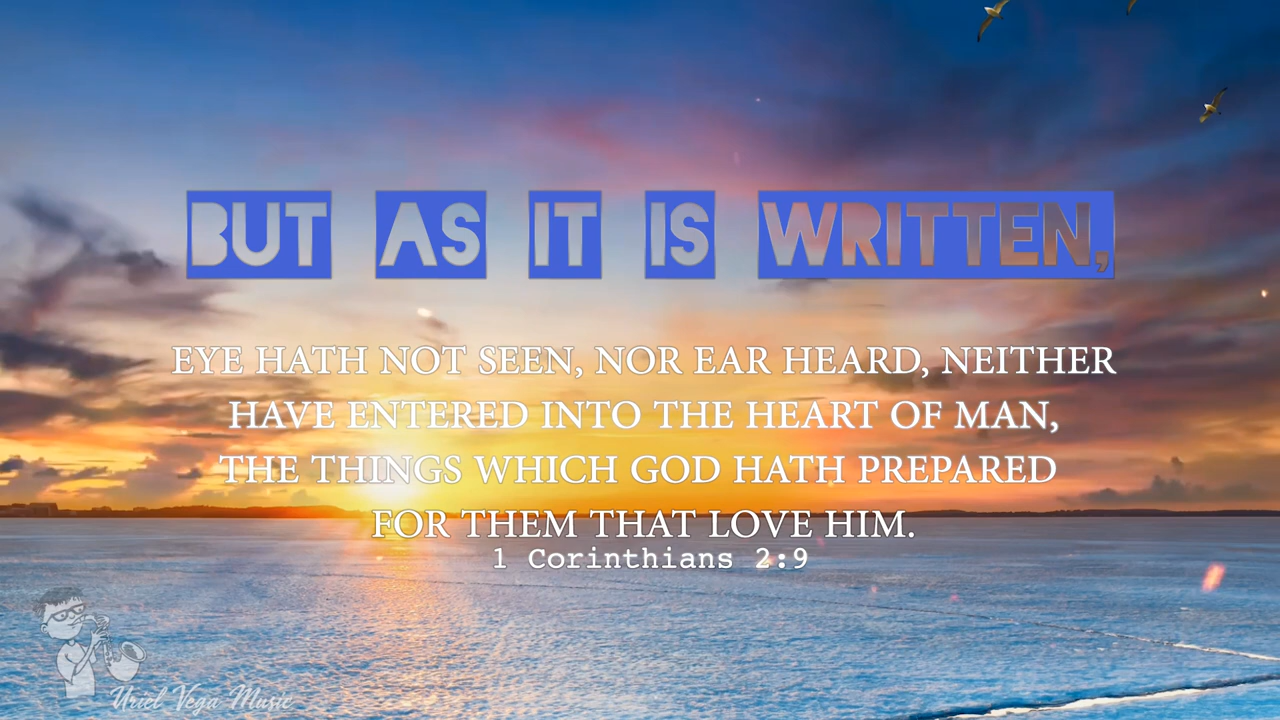 BUT AS IT IS WRITTEN,
EYE HATH NOT SEEN, NOR EAR HEARD, NEITHER
HAVE ENTERED INTO THE HEART OF MAN,
THE THINGS WHICH GOD HATH PREPARED
FOR THEM THAT LOVE HIM.
1 Corinthians 2:9
Uriel Vega Music